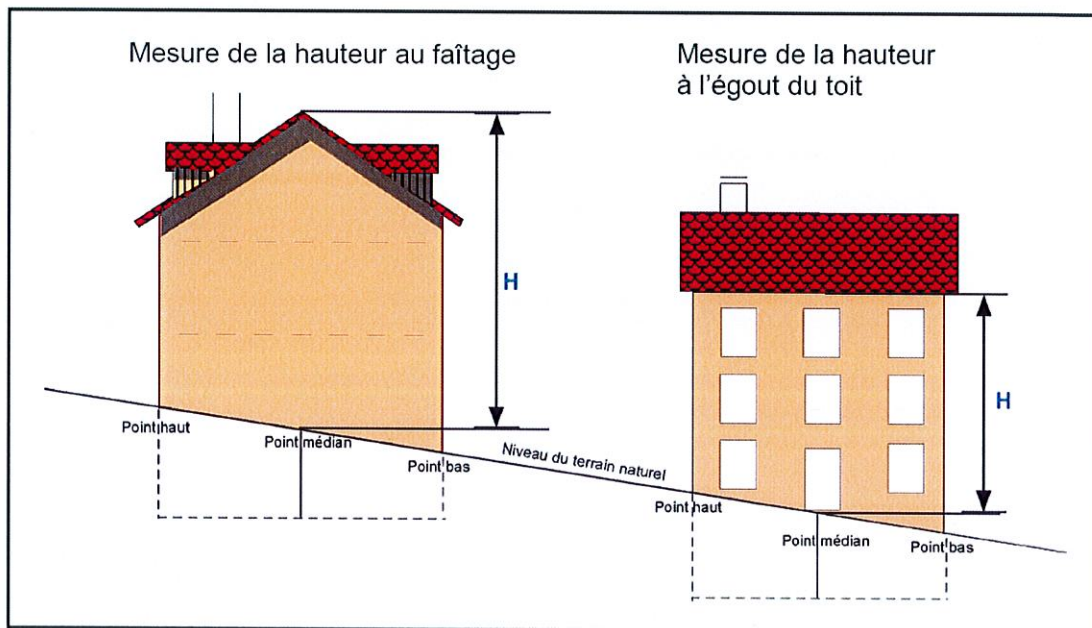 Mesure de la hauteur au faîtage
Mesure de la hauteur
à l'égout du toit
H
H
Point haut
Point médian
Point bas
Niveau du terrain naturel
Point haut
Point médian
Point bas